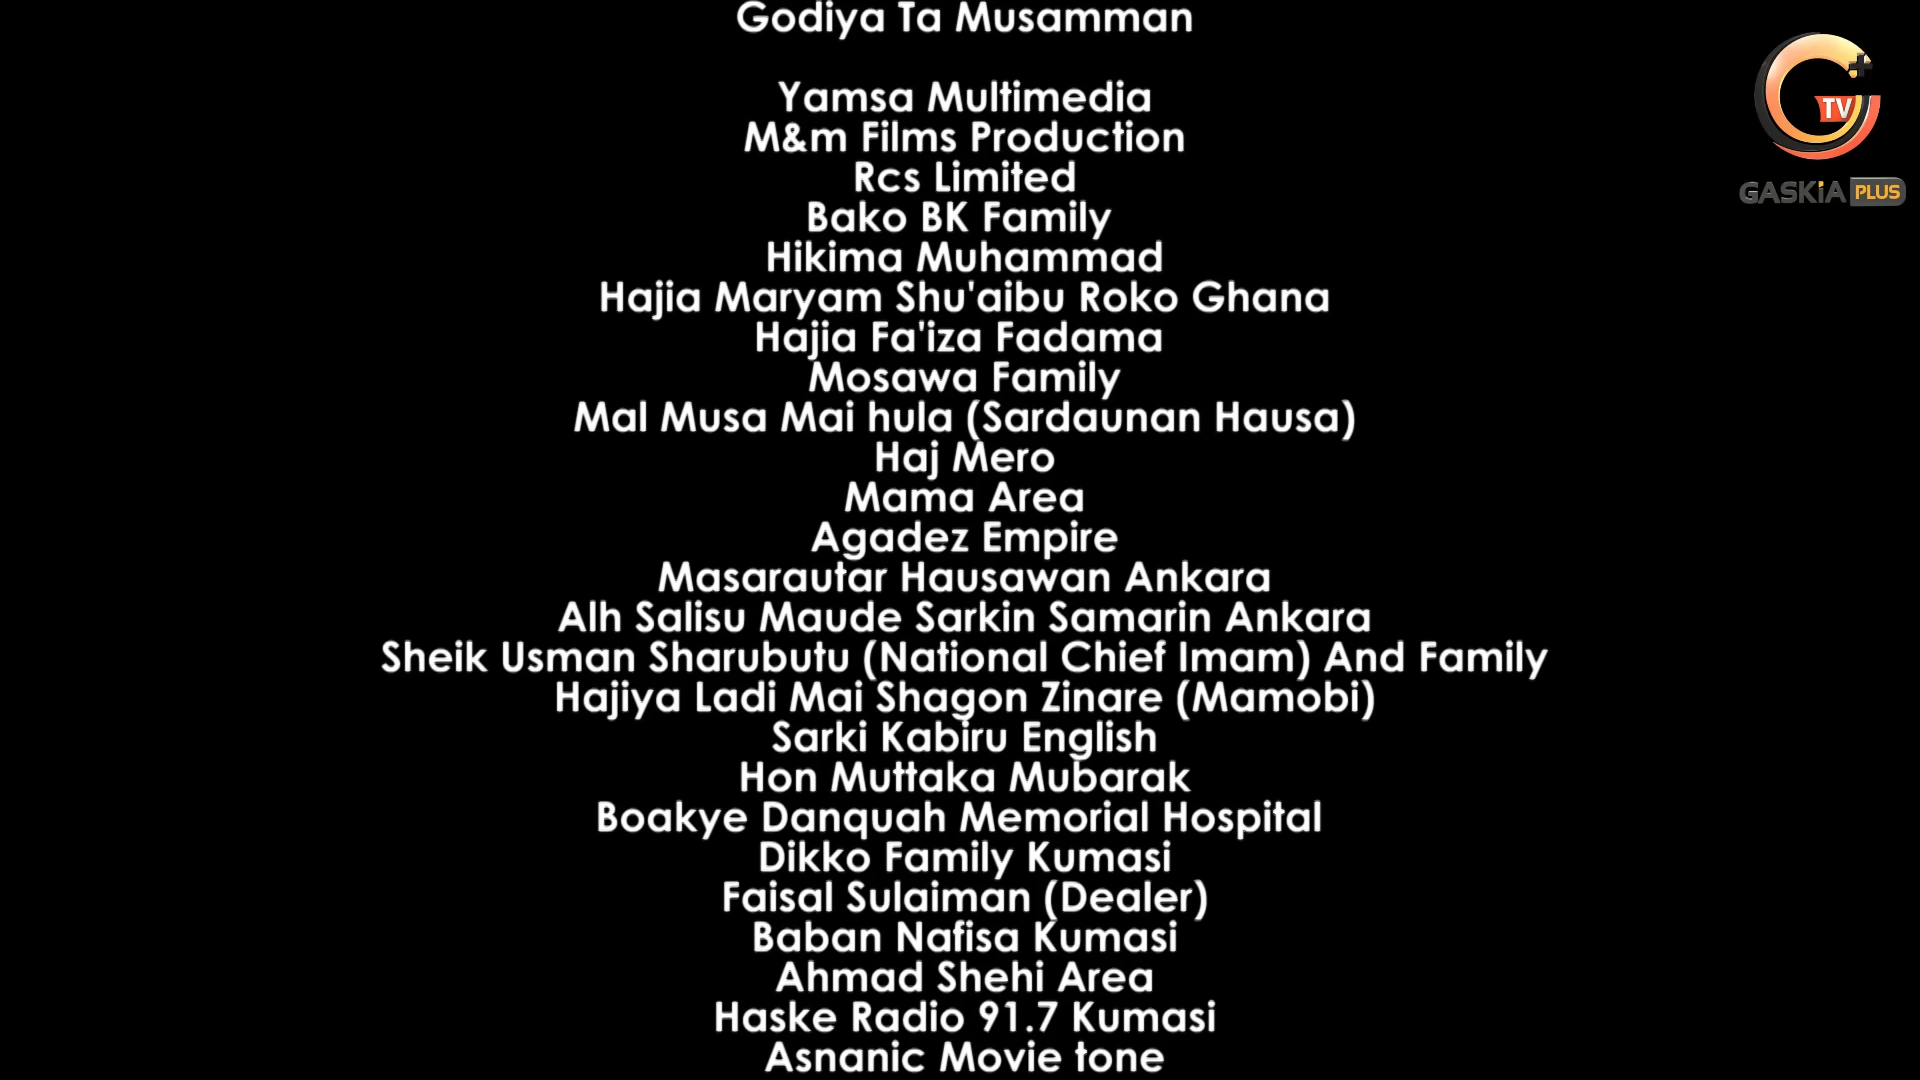 Godiya Ta Musamman
Yamsa Multimedia
M&m Films Production
Rcs Limited
Bako BK Family
Hikima Muhammad
Hajia Maryam Shu'aibu Roko Ghana
Hajia Fa'iza Fadama
Mosawa Family
Mal Musa Mai hula (Sardaunan Hausa)
Haj Mero
Mama Area
Agadez Empire
Masarautar Hausawan Ankara
Alh Salisu Maude Sarkin Samarin Ankara
Sheik Usman Sharubutu (National Chief Imam) And Family
Hajiya Ladi Mai Shagon Zinare (Mamobi)
Sarki Kabiru English
Hon Muttaka Mubarak
Boakye Danquah Memorial Hospital
Dikko Family Kumasi
Faisal Sulaiman (Dealer)
Baban Nafisa Kumasi
Ahmad Shehi Area
Haske Radio 91.7 Kumasi
Asnanic Movie tone
G+ TV
GASKiA PLUS